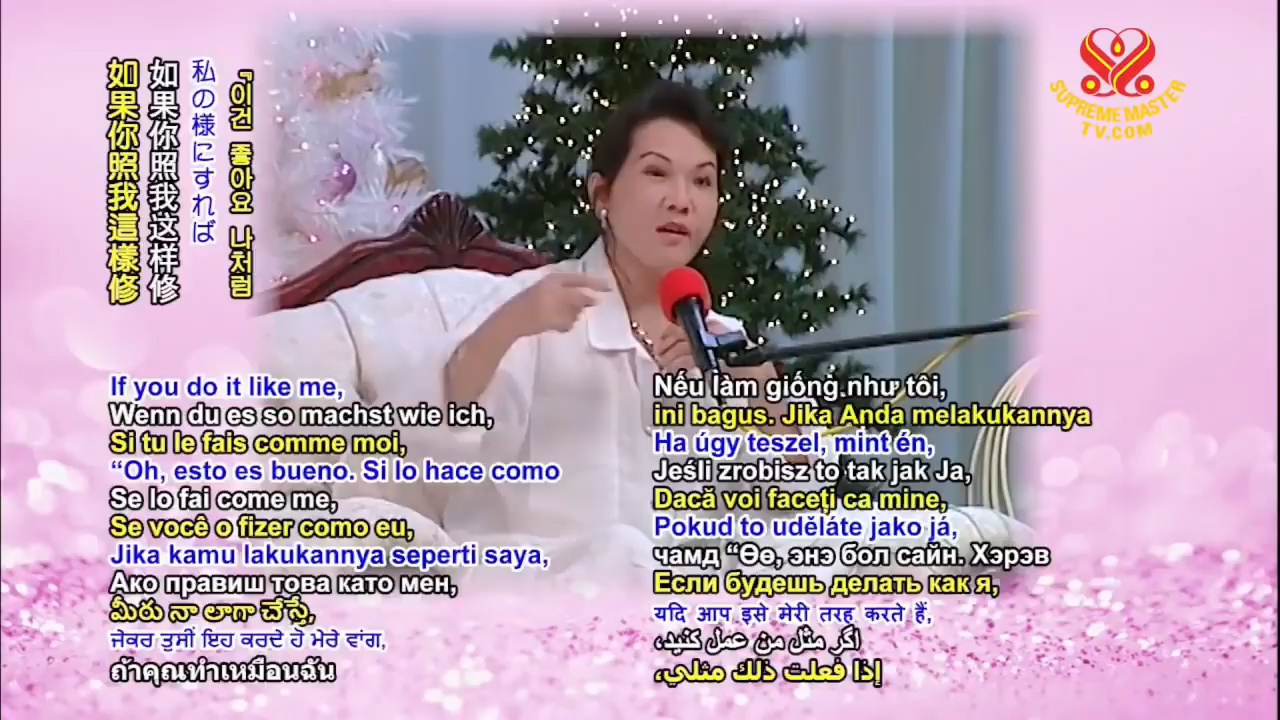 SUPREME MASTER
TV.COM
『이건 좋아요 나처럼
私の様にすれば
如果你照我这样修
如果你照我這樣修
If you do it like me,
Wenn du es so machst wie ich,
Si tu le fais comme moi,
“Oh, esto es bueno. Si lo hace como
Se lo fai come me,
Se você o fizer como eu,
Jika kamu lakukannya seperti saya,
Ако правиш това като мен,
మీరు నా లాగా చేస్తే,
ਜੇਕਰ ਤੁਸੀਂ ਇਹ ਕਰਦੇ ਹੋ ਮੇਰੇ ਵਾਂਗ,
ถ้าคุณทำเหมือนฉัน
Nếu làm giống như tôi,
ini bagus. Jika Anda melakukannya
Ha úgy teszel, mint én,
Jeśli zrobisz to tak jak Ja,
Dacă voi faceți ca mine,
Pokud to uděláte jako já,
чамд “Өө, энэ бол сайн. Хэрэв
Если будешь делать как я,
यदि आप इसे मेरी तरह करते हैं,
اگر مثل من عمل کنید،
إذا فعلت ذلك مثلي،